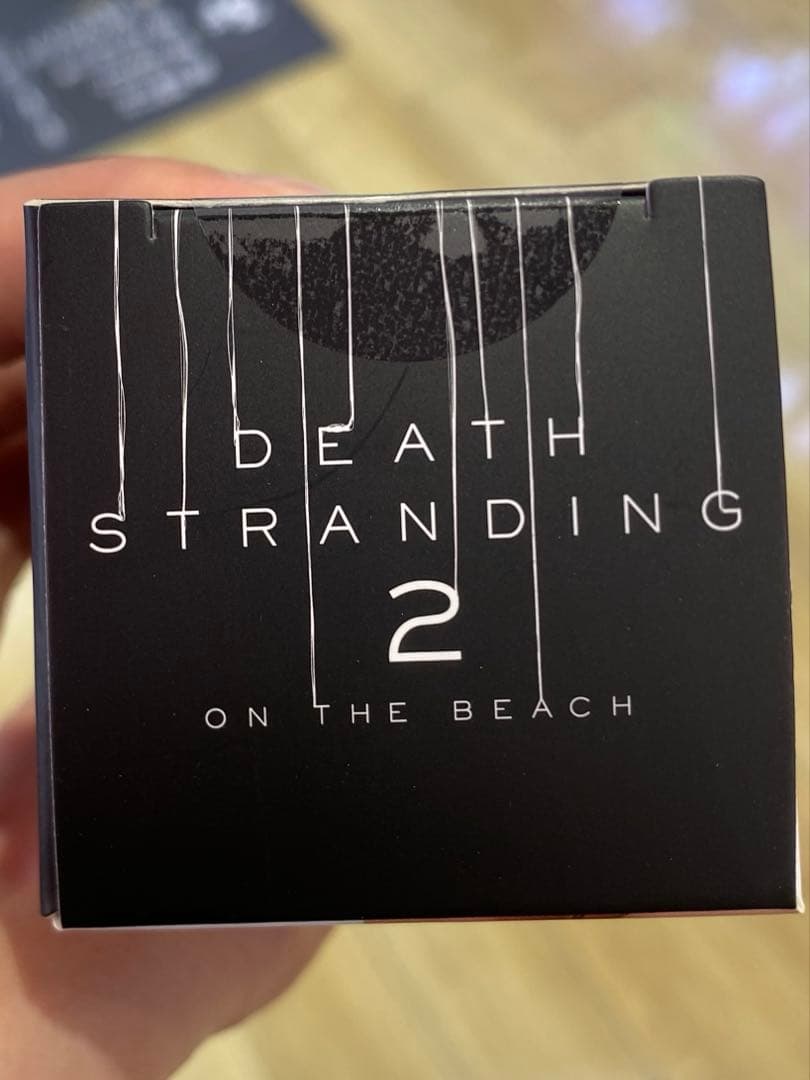 DEATH
STRANDING
2
ON THE BEACH